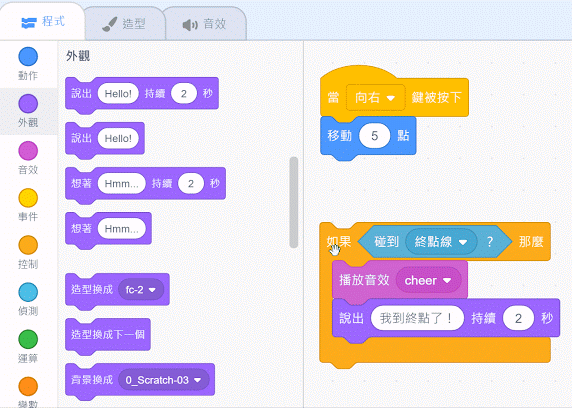 程式 造型 音效
動作
外觀
音效
事件
控制
偵測
運算
變數
外觀
說出 Hello! 持續 2 秒
說出 Hello!
想著 Hmm... 持續 2 秒
想著 Hmm...
造型換成 fc-2
造型換成下一個
背景換成 0_Scratch-03
當 向右 鍵被按下
移動 5 點
如果 碰到 終點線 ? 那麼
播放音效 cheer
說出 我到終點了! 持續 2 秒